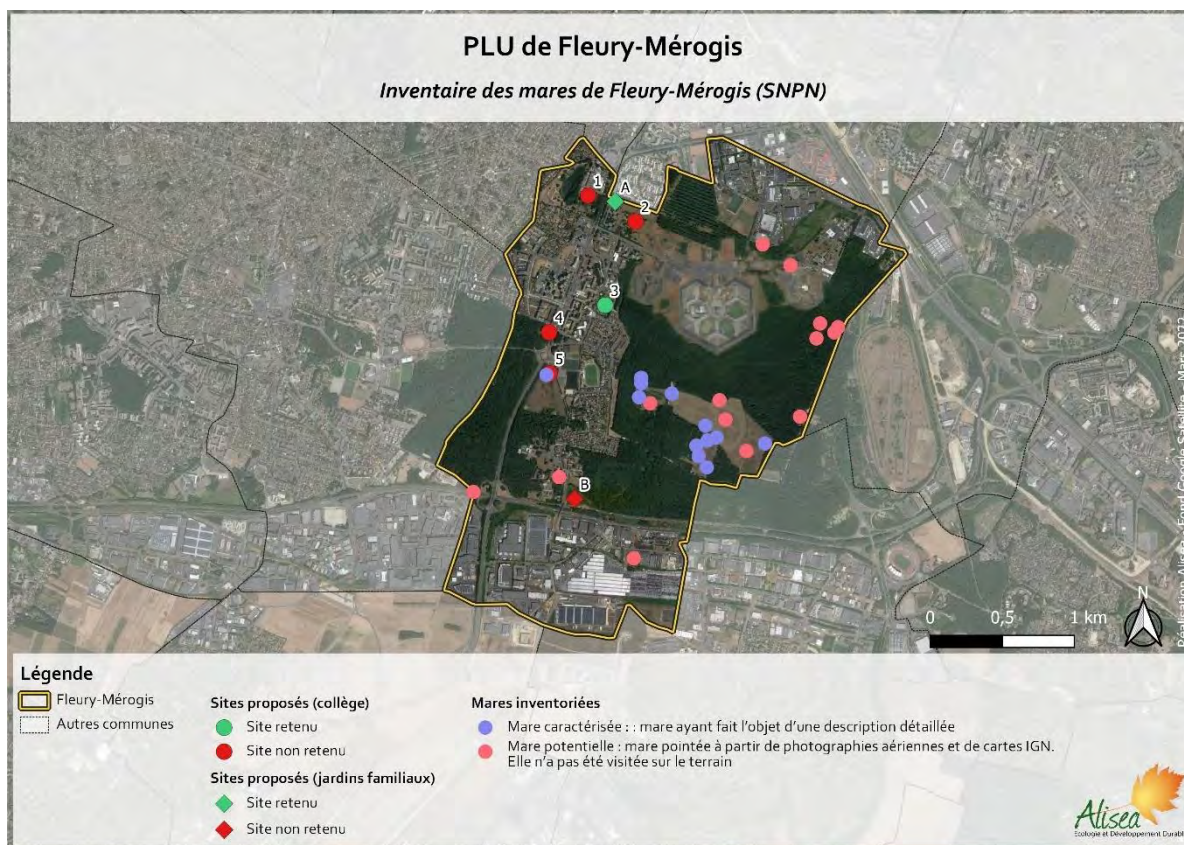 PLU de Fleury-Mérogis
Inventaire des mares de Fleury-Mérogis (SNPN)
1
A
2
3
4
5
B
0 0,5 1 km
N
Légende
Fleury-Mérogis
Autres communes
Sites proposés (collège)
Site retenu
Site non retenu
Sites proposés (jardins familiaux)
Site retenu
Site non retenu
Mares inventoriées
Mare caractérisée : : mare ayant fait l'objet d'une description détaillée
Mare potentielle : mare pointée à partir de photographies aériennes et de cartes IGN.
Elle n'a pas été visitée sur le terrain
Alisea
Ecologie et Développement Durable